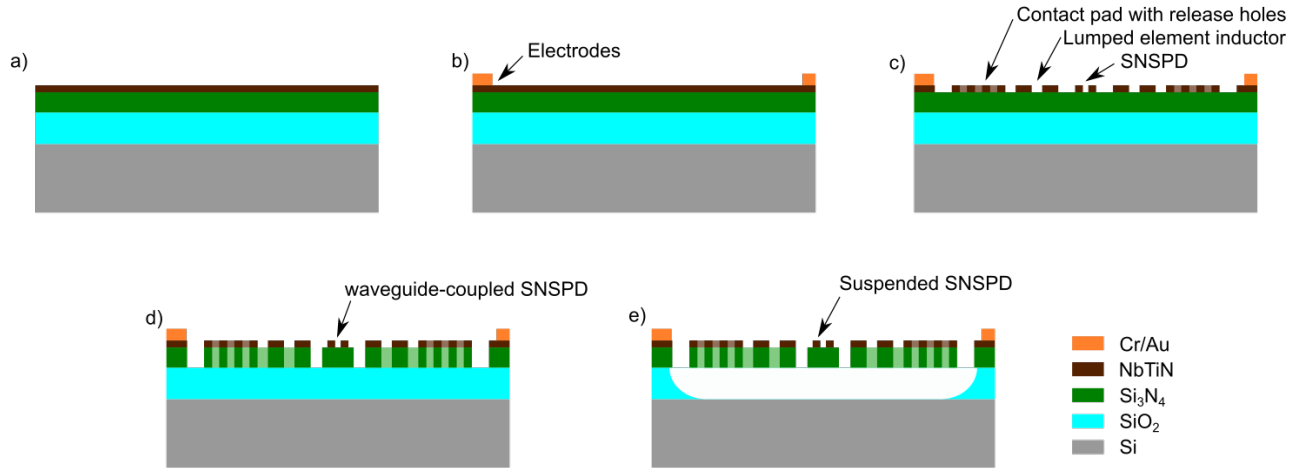 a)
b)
Electrodes
c)
Contact pad with release holes
Lumped element inductor
SNSPD
d)
waveguide-coupled SNSPD
e)
Suspended SNSPD
Cr/Au
NbTiN
Si₃N₄
SiO₂
Si